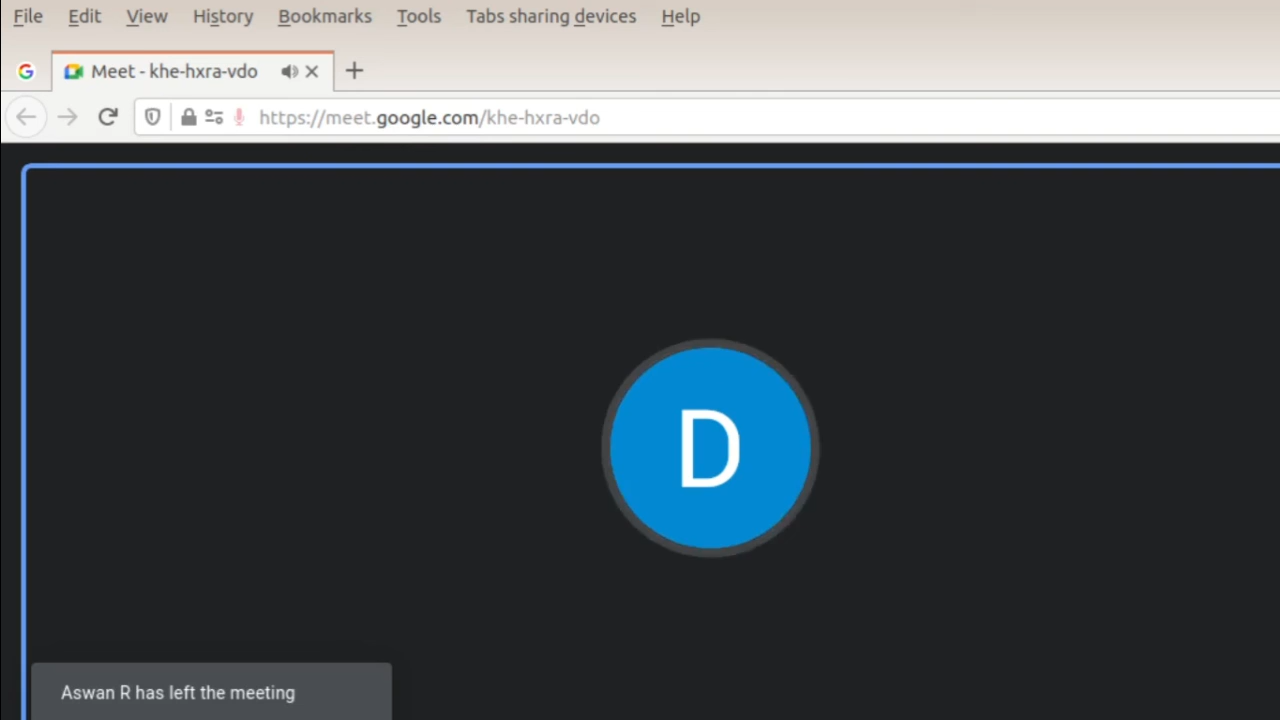 File Edit View History Bookmarks Tools Tabs sharing devices Help
G Meet - khe-hxra-vdo
https://meet.google.com/khe-hxra-vdo
D
Aswan R has left the meeting